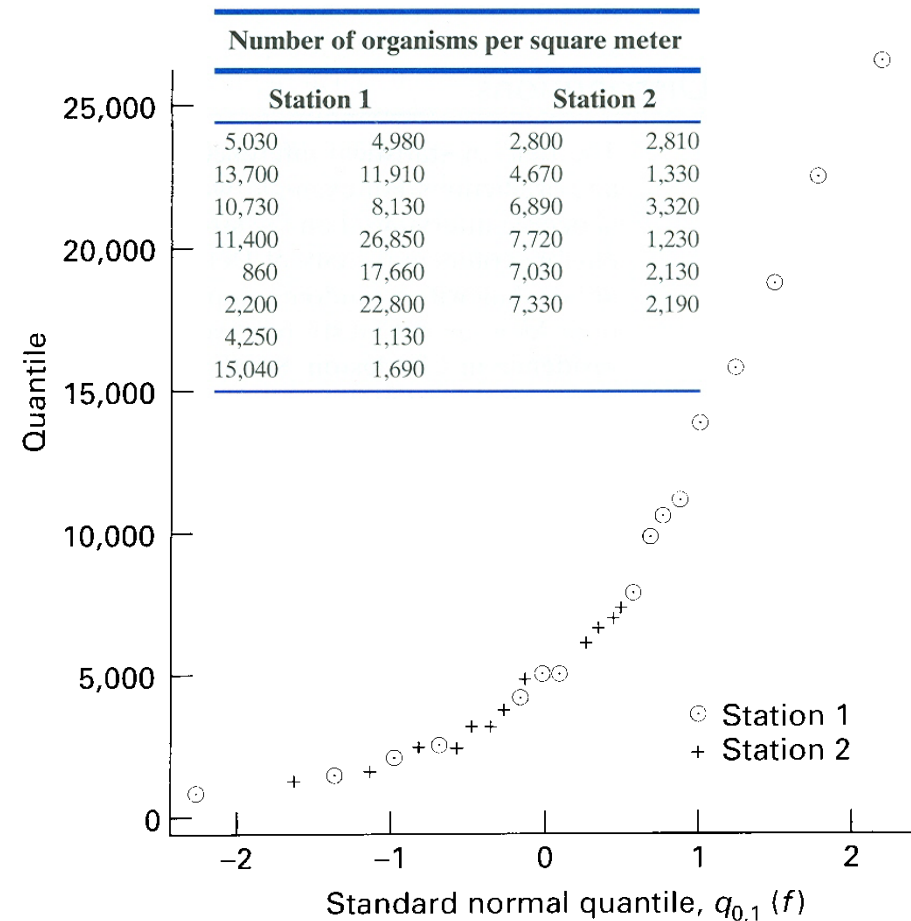 Number of organisms per square meter
Station 1 Station 2
5,030 4,980 2,800 2,810
13,700 11,910 4,670 1,330
10,730 8,130 6,890 3,320
11,400 26,850 7,720 1,230
860 17,660 7,030 2,130
2,200 22,800 7,330 2,190
4,250 1,130
15,040 1,690
25,000
20,000
15,000
10,000
5,000
0
Quantile
Station 1
+ Station 2
−2 −1 0 1 2
Standard normal quantile, q0,1 (f)